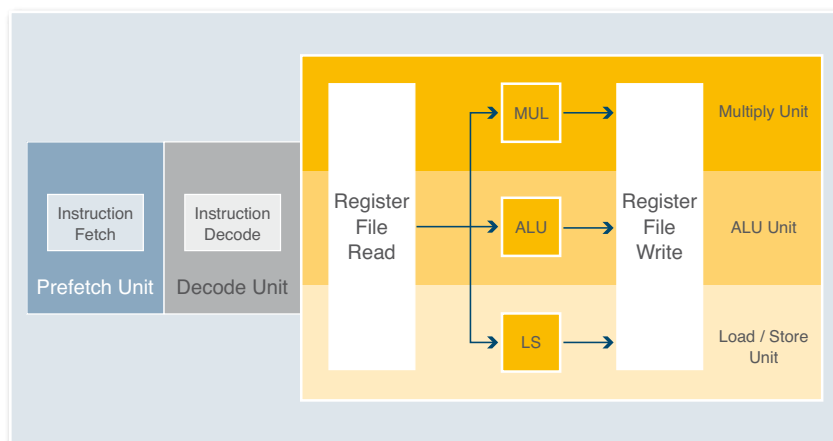 Instruction
Fetch
Prefetch Unit
Instruction
Decode
Decode Unit
Register
File
Read
MUL
ALU
LS
Register
File
Write
Multiply Unit
ALU Unit
Load / Store
Unit